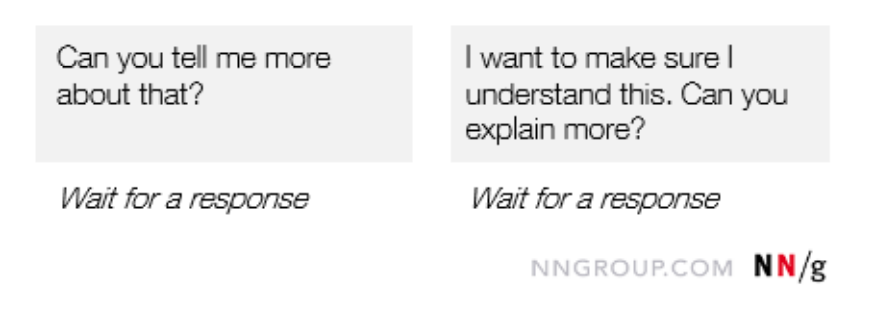 Can you tell me more
about that?
Wait for a response
I want to make sure I
understand this. Can you
explain more?
Wait for a response
NNGROUP.COM NN/g